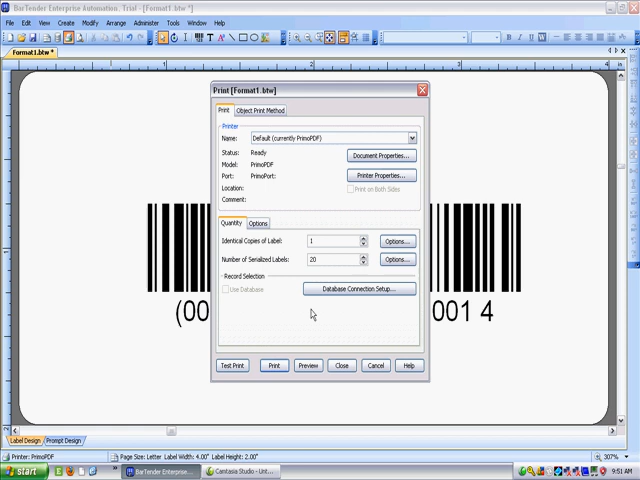 BarTender Enterprise Automation, Trial - [Format1.btw *]
File Edit View Create Modify Arrange Administer Tools Window Help
Format1.btw *
Print [Format1.btw]
Print Object Print Method
Printer
Name: Default (currently PrimoPDF)
Status: Ready
Document Properties...
Model: PrimoPDF
Port: PrimoPort:
Printer Properties...
Location:
Print on Both Sides
Comment:
Quantity Options
Identical Copies of Label: 1 Options...
Number of Serialized Labels: 20 Options...
Record Selection
Use Database Database Connection Setup...
(00 001 4
Test Print Print Preview Close Cancel Help
Label Design Prompt Design
Printer: PrimoPDF Page Size: Letter Label Width: 4.00" Label Height: 2.00" 307%
start BarTender Enterprise... Camtasia Studio - Unt... 9:51 AM